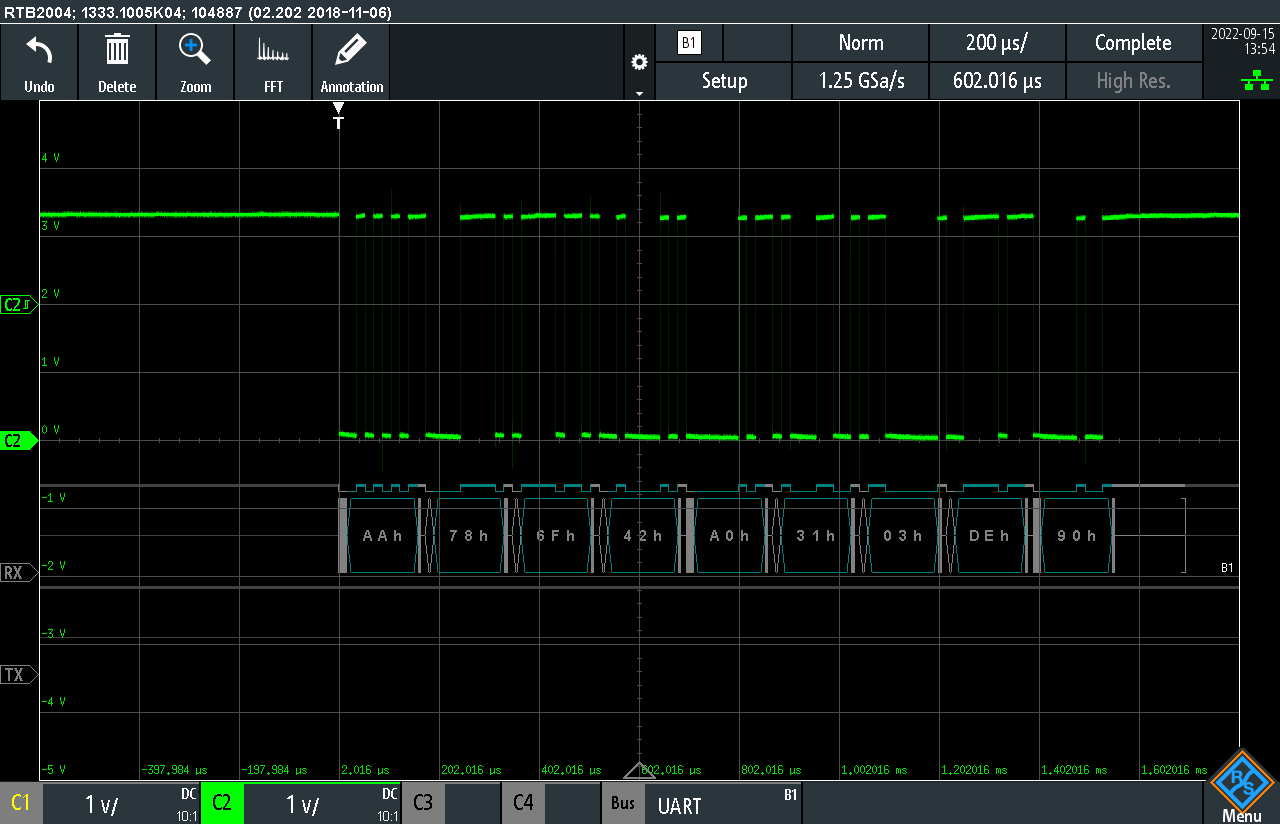 RTB2004; 1333.1005K04; 104887 (02.202 2018-11-06)
Undo Delete Zoom FFT Annotation
B1 Norm 200 µs/ Complete
Setup 1.25 GSa/s 602.016 µs High Res.
2022-09-15
13:54
T
4 V
3 V
C2
2 V
1 V
C2 0 V
-1 V
AAh 78h 6Fh 42h A0h 31h 03h DEh 90h
RX -2 V B1
-3 V
TX
-4 V
-5 V -397,984 µs -197,984 µs 2,016 µs 202,016 µs 402,016 µs 602,016 µs 802,016 µs 1,002016 ms 1,202016 ms 1,402016 ms 1,602016 ms
C1 1 V/ DC 10:1 C2 1 V/ DC 10:1 C3 C4 Bus UART B1
R&S
Menu